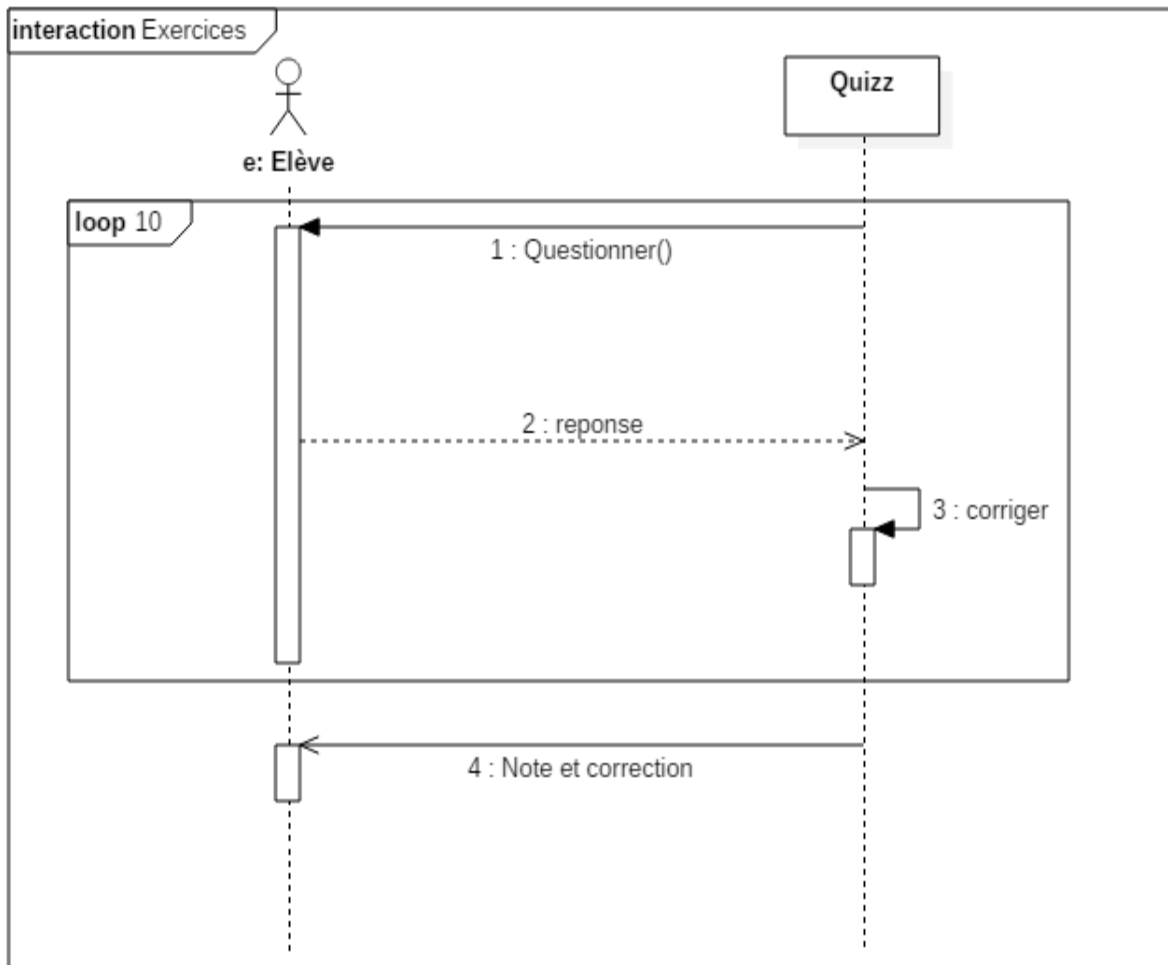 interaction Exercices
Quizz
e: Elève
loop 10
1 : Questionner()
2 : reponse
3 : corriger
4 : Note et correction